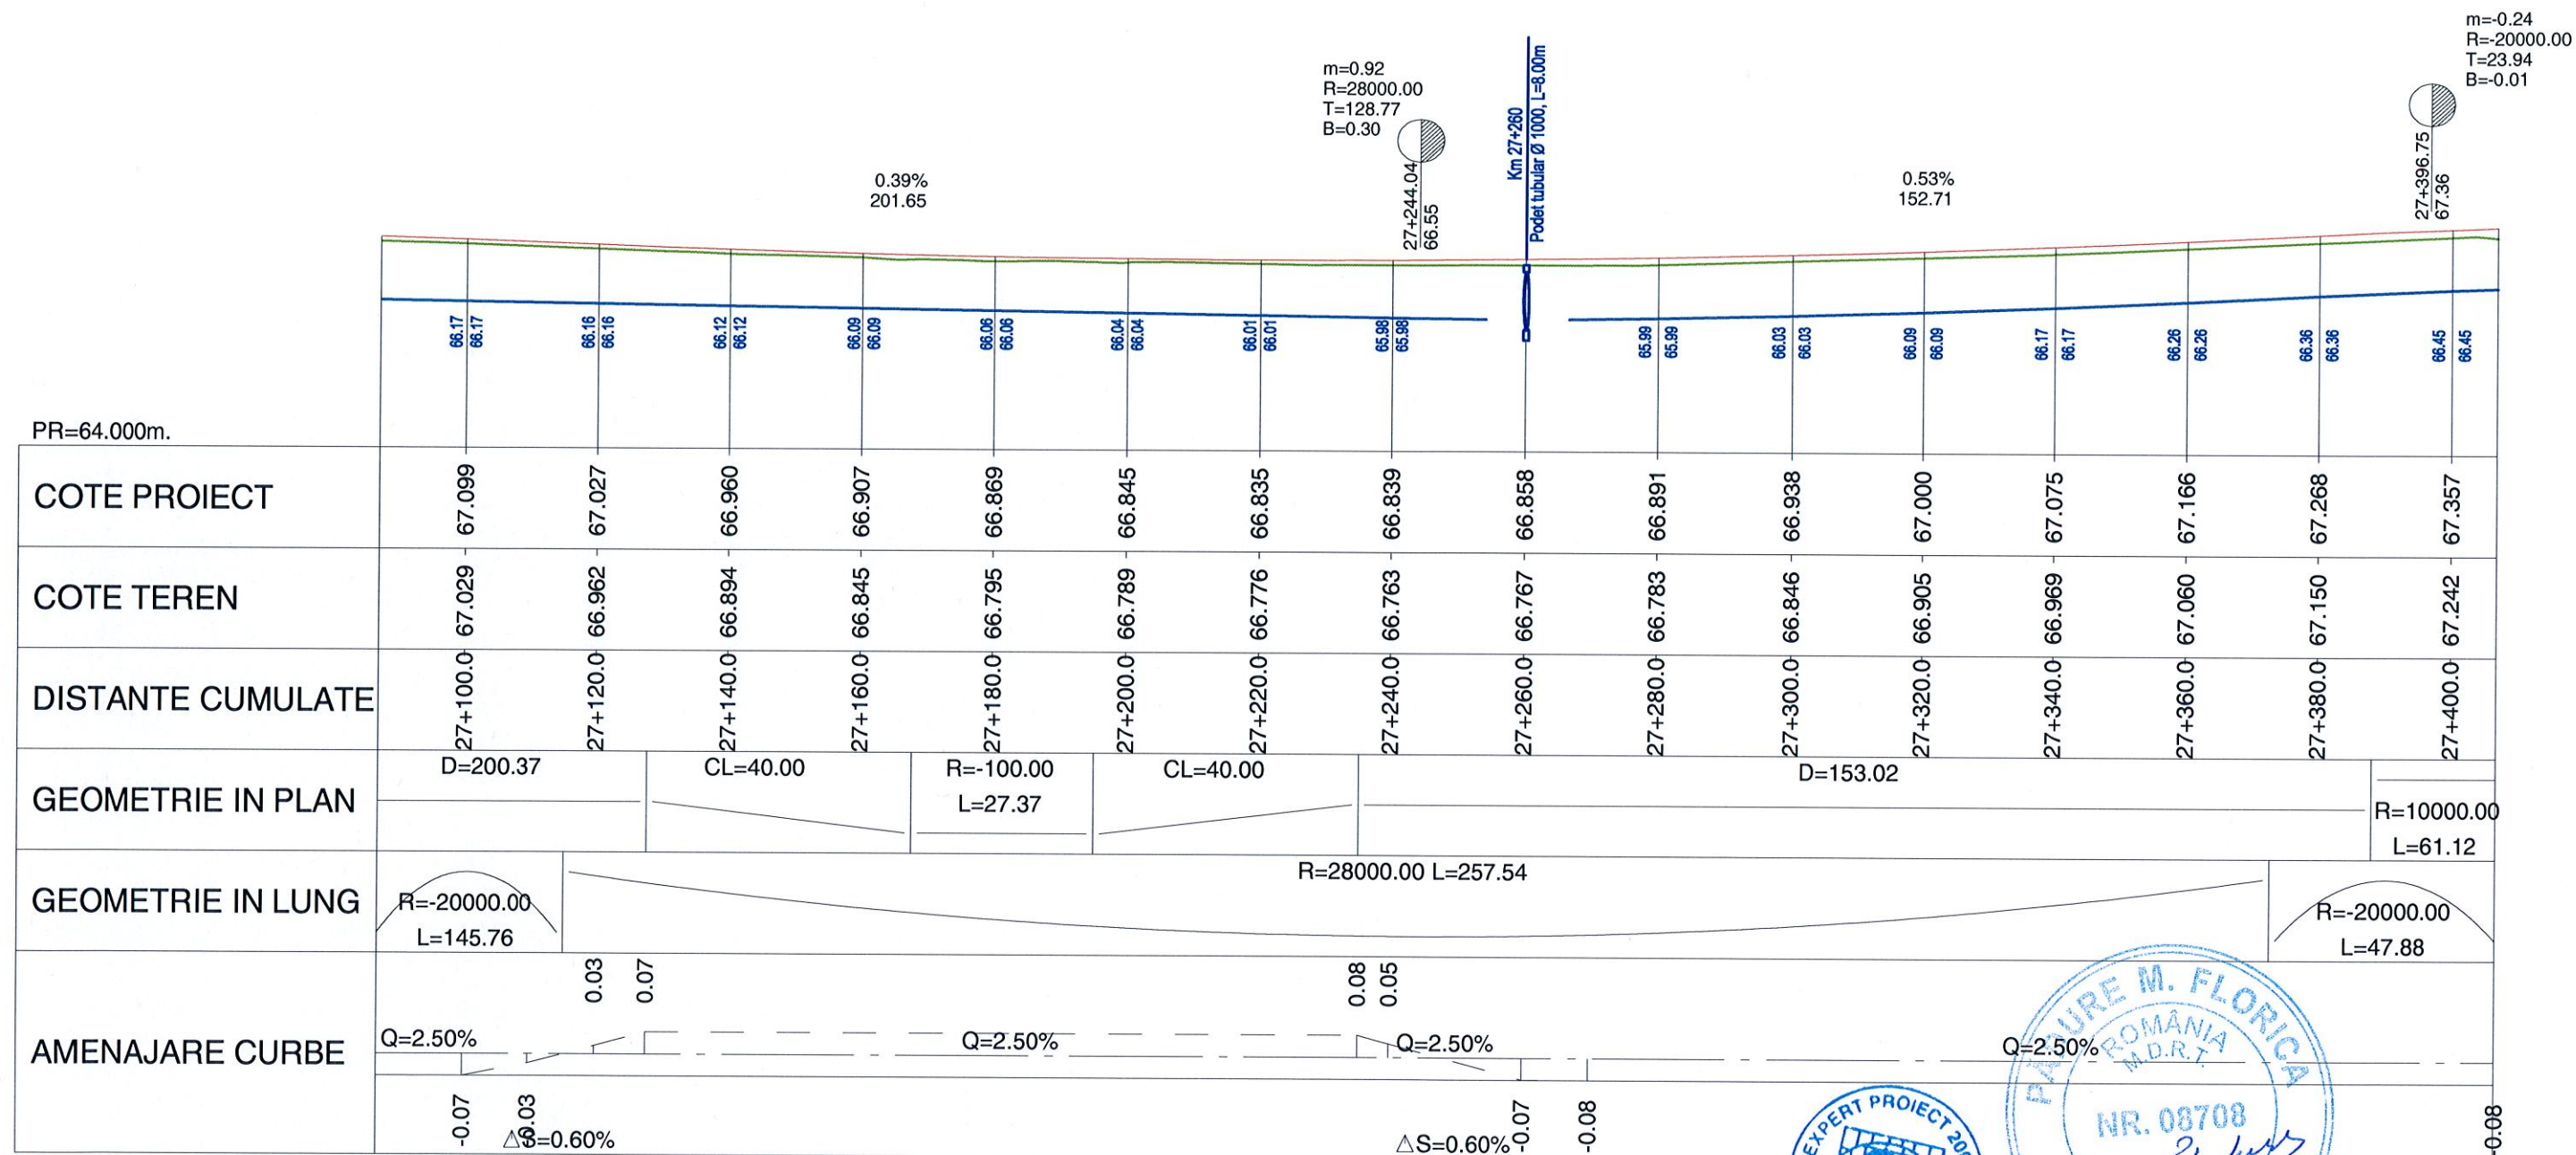 m=-0.24
R=-20000.00
T=23.94
B=-0.01
27+396.75
67.36
m=0.92
R=28000.00
T=128.77
B=0.30
27+244.04
66.55
Km 27+260
Podet tubular Ø 1000, L=8.00m
0.39%
201.65
0.53%
152.71
66.17 66.17 66.16 66.16 66.12 66.12 66.09 66.09 66.06 66.06 66.04 66.04 66.01 66.01 65.98 65.98 65.99 65.99 66.03 66.03 66.09 66.09 66.17 66.17 66.26 66.26 66.36 66.36 66.45 66.45
PR=64.000m.
COTE PROIECT 67.099 67.027 66.960 66.907 66.869 66.845 66.835 66.839 66.858 66.891 66.938 67.000 67.075 67.166 67.268 67.357
COTE TEREN 67.029 66.962 66.894 66.845 66.795 66.789 66.776 66.763 66.767 66.783 66.846 66.905 66.969 67.060 67.150 67.242
DISTANTE CUMULATE 27+100.0 27+120.0 27+140.0 27+160.0 27+180.0 27+200.0 27+220.0 27+240.0 27+260.0 27+280.0 27+300.0 27+320.0 27+340.0 27+360.0 27+380.0 27+400.0
GEOMETRIE IN PLAN
D=200.37
CL=40.00
R=-100.00
L=27.37
CL=40.00
D=153.02
R=10000.00
L=61.12
GEOMETRIE IN LUNG
R=-20000.00
L=145.76
R=28000.00 L=257.54
R=-20000.00
L=47.88
AMENAJARE CURBE
0.03 0.07 0.08 0.05
Q=2.50% Q=2.50% Q=2.50% Q=2.50%
-0.07 -0.07 -0.08 -0.08
△S=0.60% △S=0.60%
EXPERT PROIECT
PĂDURE M. FLORICA
ROMÂNIA
M.D.R.T.
NR. 08708